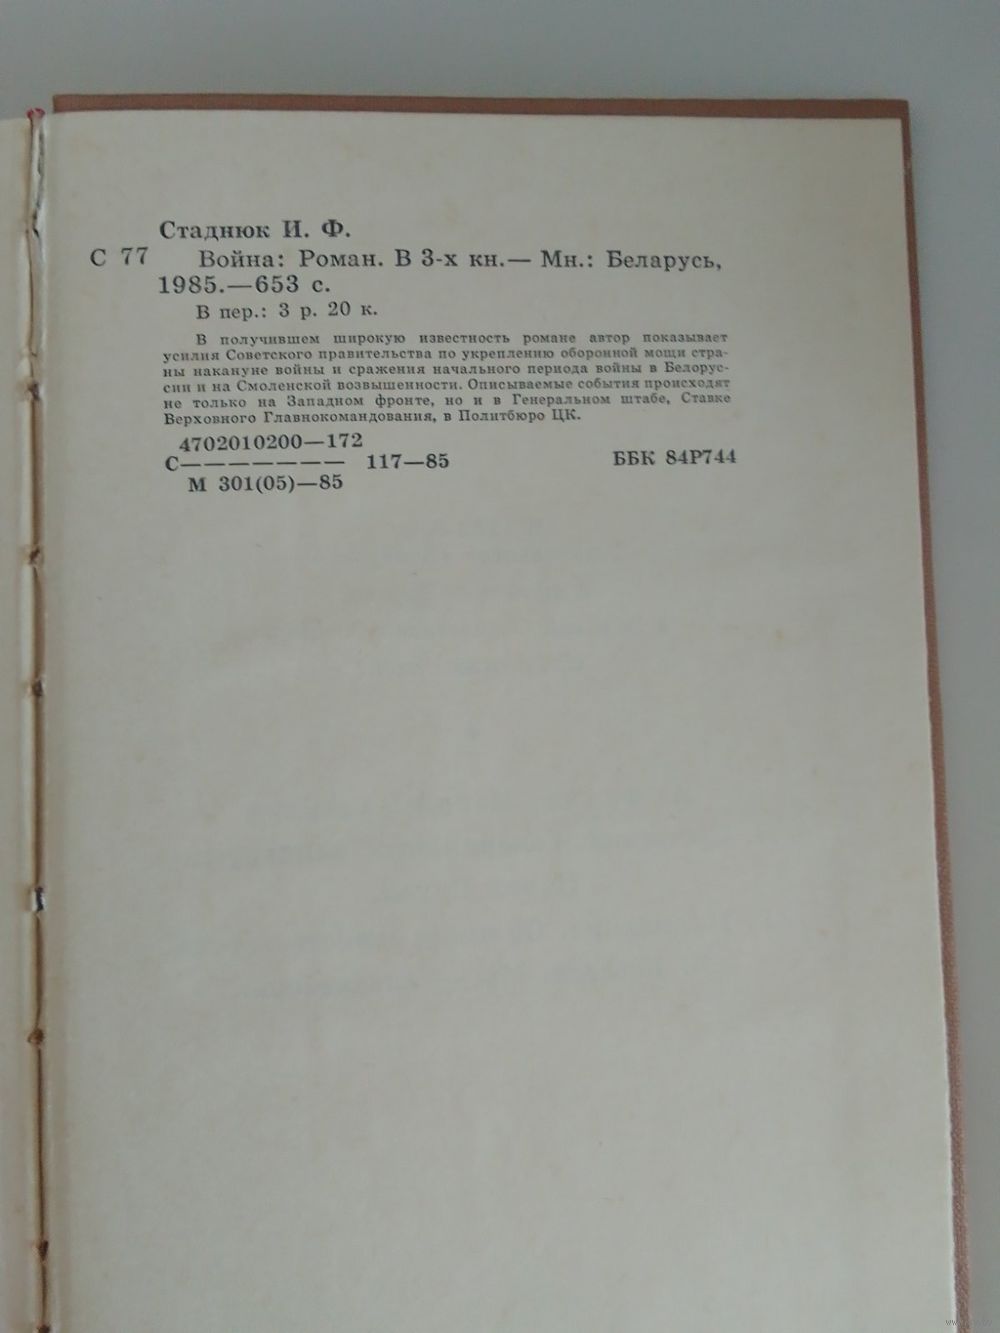 Стаднюк И. Ф.
С 77 Война: Роман. В 3-х кн.— Мн.: Беларусь,
1985.—653 с.
В пер.: 3 р. 20 к.
В получившем широкую известность романе автор показывает
усилия Советского правительства по укреплению оборонной мощи стра-
ны накануне войны и сражения начального периода войны в Белорус-
сии и на Смоленской возвышенности. Описываемые события происходят
не только на Западном фронте, но и в Генеральном штабе, Ставке
Верховного Главнокомандования, в Политбюро ЦК.
4702010200—172
С———————— 117—85 ББК 84Р744
М 301(05)—85